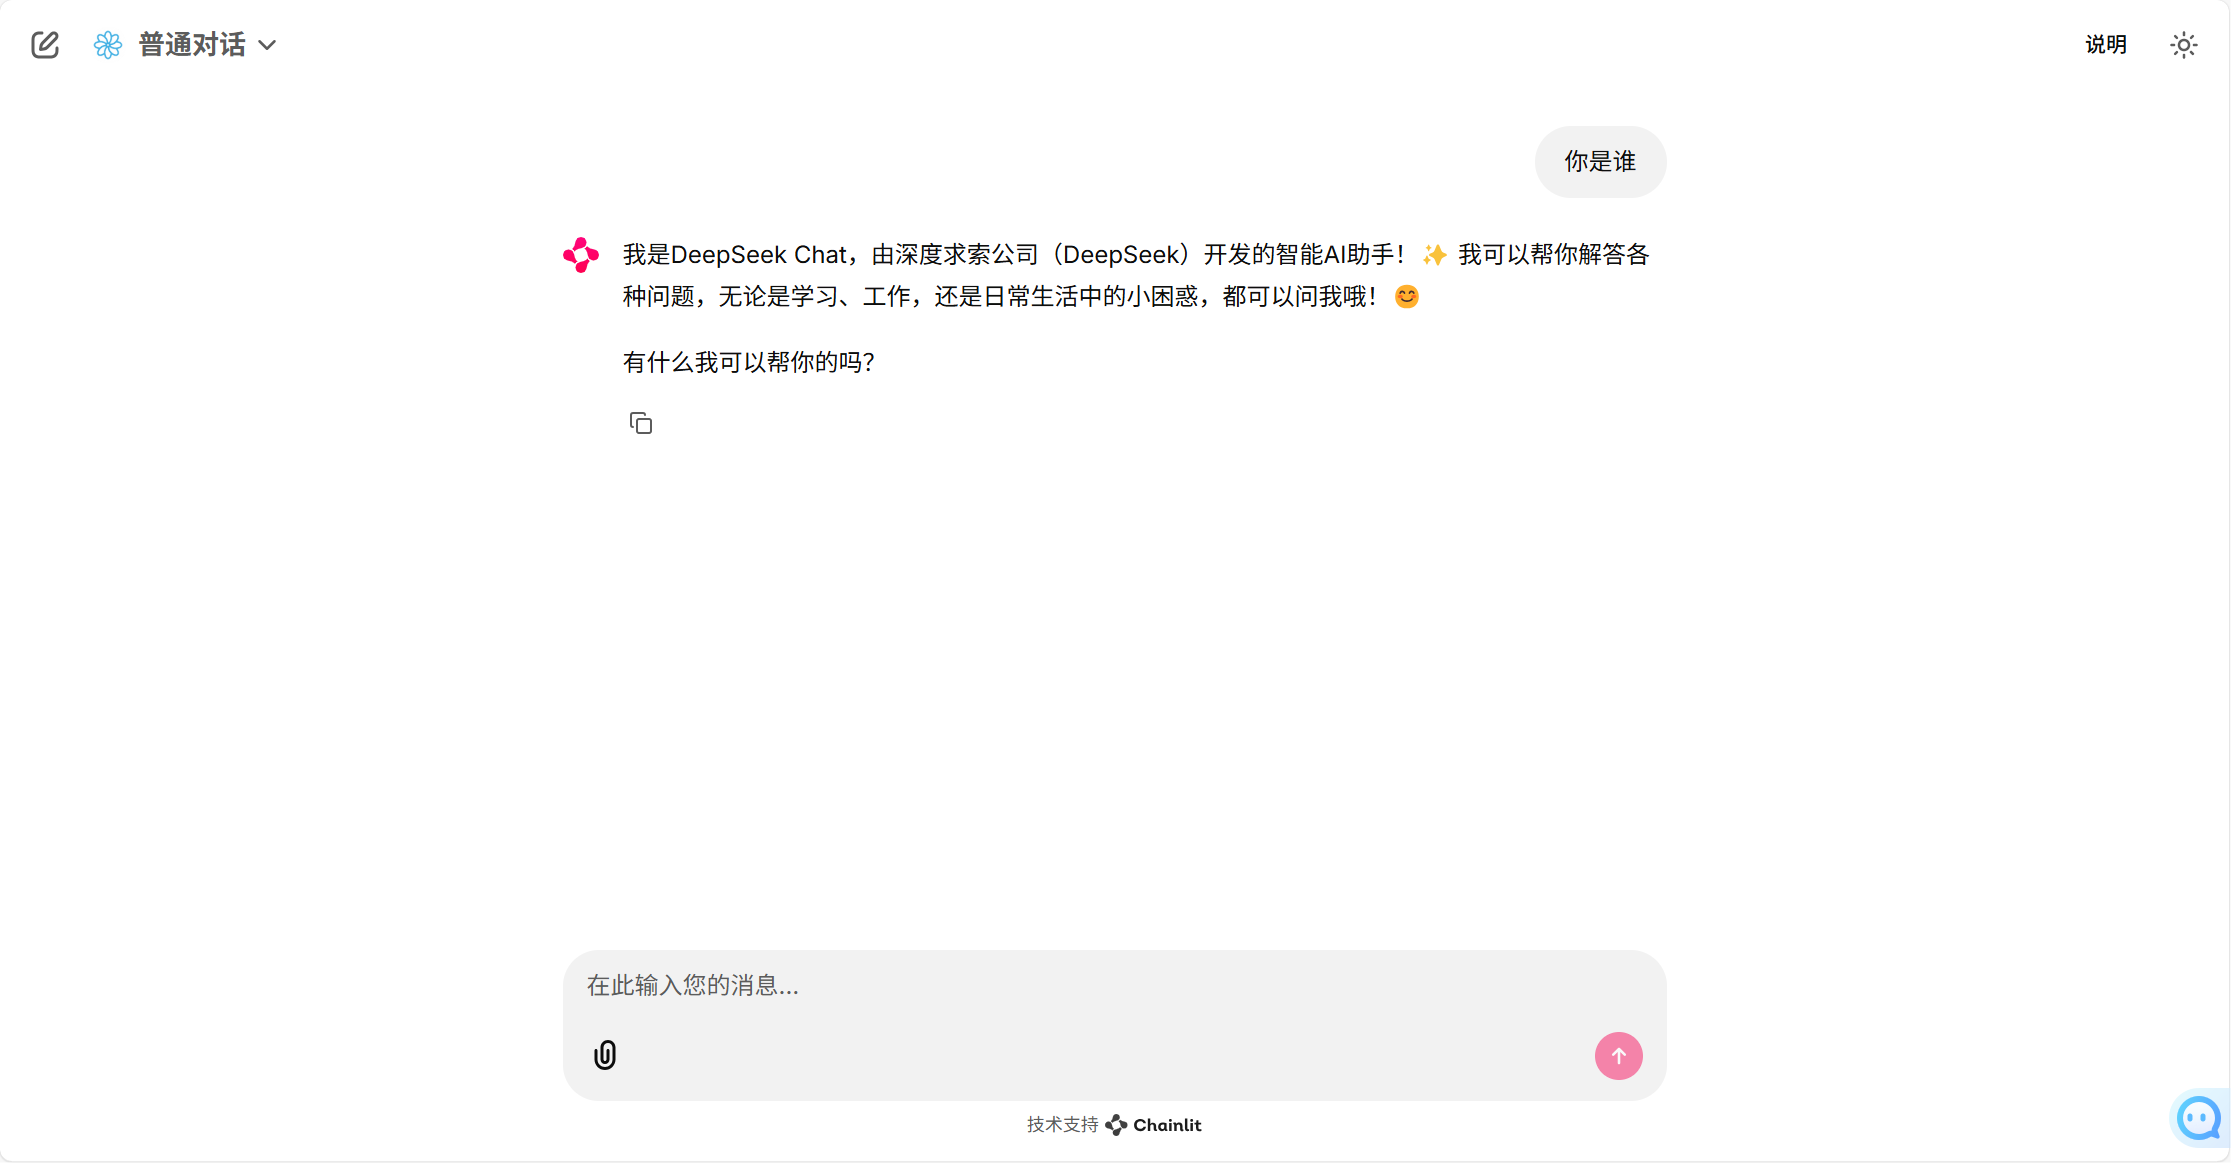 普通对话
说明
你是谁
我是DeepSeek Chat，由深度求索公司（DeepSeek）开发的智能AI助手！✨ 我可以帮你解答各
种问题，无论是学习、工作，还是日常生活中的小困惑，都可以问我哦！😊
有什么我可以帮你的吗？
在此输入您的消息...
技术支持 Chainlit